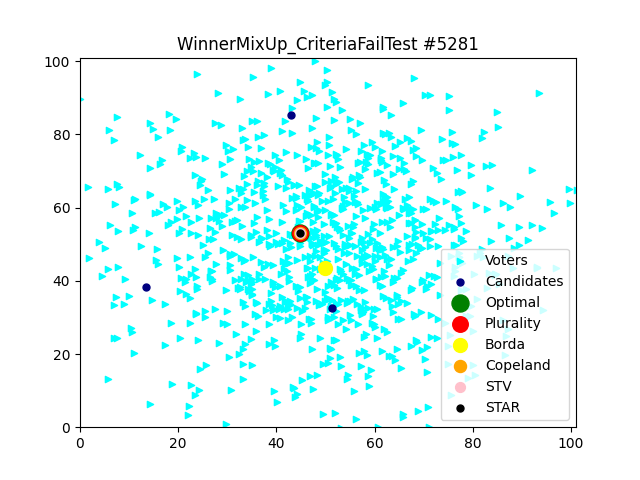 WinnerMixUp_CriteriaFailTest #5281
100
80
60
40
20
0
0 20 40 60 80 100
Voters
Candidates
Optimal
Plurality
Borda
Copeland
STV
STAR